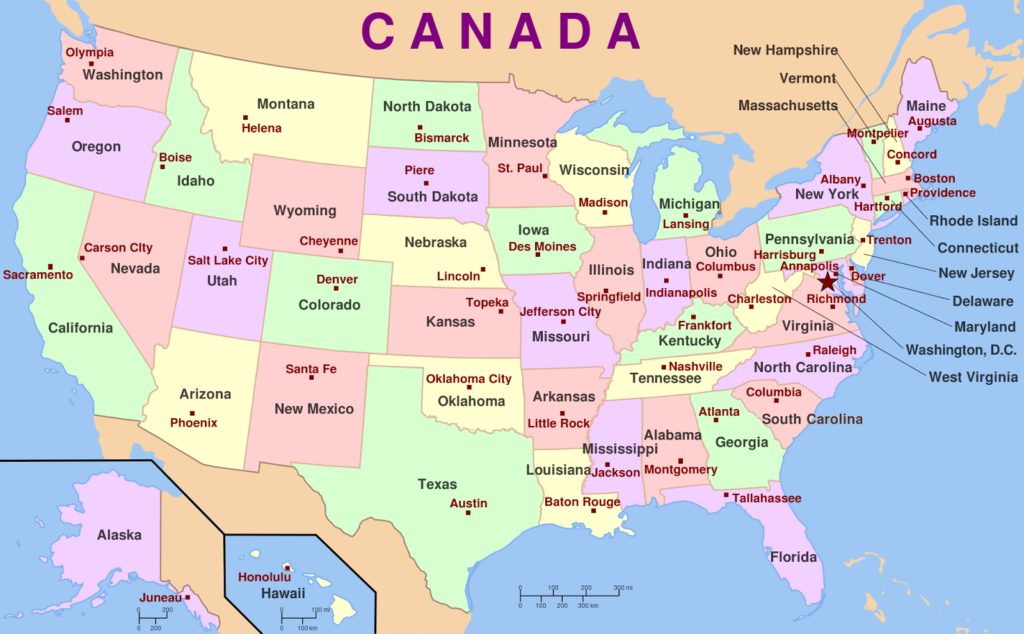 CANADA
New Hampshire
Vermont
Massachusetts
Olympia
Washington
Montana
Helena
North Dakota
Bismarck
Minnesota
St. Paul
Maine
Augusta
Montpelier
Concord
Salem
Oregon
Boise
Idaho
Piere
South Dakota
Wisconsin
Madison
Michigan
Lansing
Albany
New York
Boston
Providence
Hartford
Rhode Island
Connecticut
New Jersey
Delaware
Maryland
Washington, D.C.
West Virginia
Wyoming
Cheyenne
Nebraska
Lincoln
Iowa
Des Moines
Illinois
Springfield
Indiana
Indianapolis
Ohio
Columbus
Pennsylvania
Harrisburg
Trenton
Annapolis
Dover
Carson CIty
Nevada
Sacramento
California
Salt Lake City
Utah
Denver
Colorado
Topeka
Kansas
Jefferson City
Missouri
Frankfort
Kentucky
Charleston
Richmond
Virginia
Raleigh
North Carolina
Nashville
Tennessee
Columbia
South Carolina
Arizona
Phoenix
Santa Fe
New Mexico
Oklahoma City
Oklahoma
Arkansas
Little Rock
Mississippi
Jackson
Alabama
Montgomery
Atlanta
Georgia
Texas
Austin
Louisiana
Baton Rouge
Tallahassee
Florida
Alaska
Juneau
200 mi
0
0 200
Honolulu
Hawaii
0 100 mi
0 100 km
0 100 200 300 mi
0 100 200 300 km